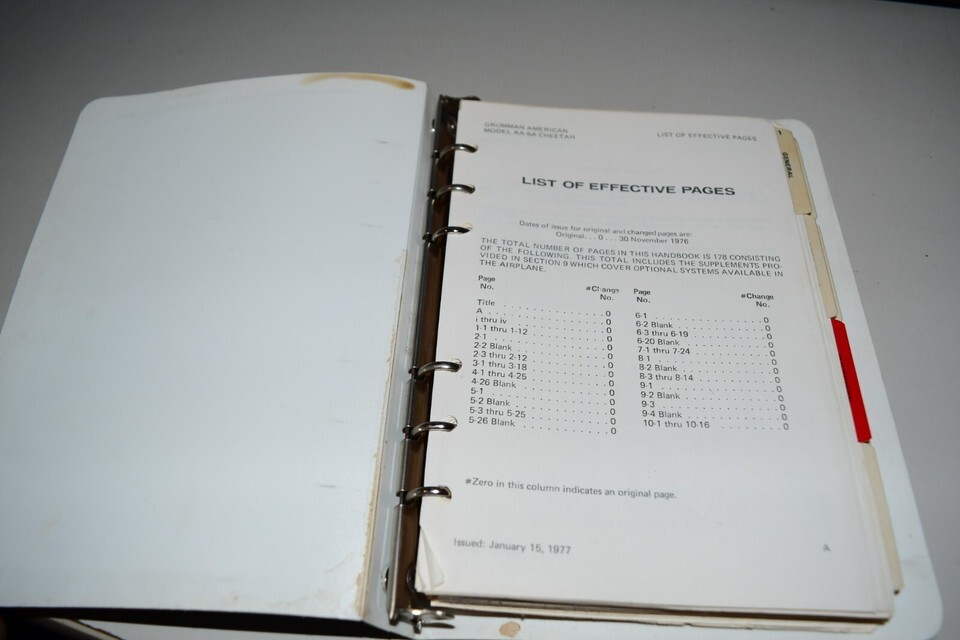 GRUMMAN AMERICAN
MODEL AA-5A CHEETAH
LIST OF EFFECTIVE PAGES
GENERAL
LIST OF EFFECTIVE PAGES
Dates of issue for original and changed pages are:
Original . . . 0 . . . 30 November 1976
THE TOTAL NUMBER OF PAGES IN THIS HANDBOOK IS 178 CONSISTING
OF THE FOLLOWING. THIS TOTAL INCLUDES THE SUPPLEMENTS PRO-
VIDED IN SECTION 9 WHICH COVER OPTIONAL SYSTEMS AVAILABLE IN
THE AIRPLANE.
Page
No.
#Change
No.
Title . . . . . . . . . . . . 0
A . . . . . . . . . . . . 0
i thru iv . . . . . . . . . . . . 0
1-1 thru 1-12 . . . . . . . . . . . . 0
2-1 . . . . . . . . . . . . 0
2-2 Blank . . . . . . . . . . . . 0
2-3 thru 2-12 . . . . . . . . . . . . 0
3-1 thru 3-18 . . . . . . . . . . . . 0
4-1 thru 4-25 . . . . . . . . . . . . 0
4-26 Blank . . . . . . . . . . . . 0
5-1 . . . . . . . . . . . . 0
5-2 Blank . . . . . . . . . . . . 0
5-3 thru 5-25 . . . . . . . . . . . . 0
5-26 Blank . . . . . . . . . . . . 0
Page
No.
#Change
No.
6-1 . . . . . . . . . . . . 0
6-2 Blank . . . . . . . . . . . . 0
6-3 thru 6-19 . . . . . . . . . . . . 0
6-20 Blank . . . . . . . . . . . . 0
7-1 thru 7-24 . . . . . . . . . . . . 0
8-1 . . . . . . . . . . . . 0
8-2 Blank . . . . . . . . . . . . 0
8-3 thru 8-14 . . . . . . . . . . . . 0
9-1 . . . . . . . . . . . . 0
9-2 Blank . . . . . . . . . . . . 0
9-3 . . . . . . . . . . . . 0
9-4 Blank . . . . . . . . . . . . 0
10-1 thru 10-16 . . . . . . . . . . . . 0
#Zero in this column indicates an original page.
Issued: January 15, 1977
A